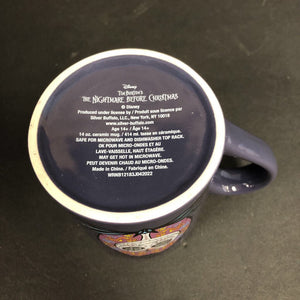 Disney
TIM BURTON'S
THE NIGHTMARE BEFORE CHRISTMAS
© Disney
Produced under license by / Produit sous licence par
Silver Buffalo, LLC., New York, NY 10018
www.silver-buffalo.com
Age 14+ / Âge 14+
14 oz. ceramic mug / 414 ml tasse en céramique.
SAFE FOR MICROWAVE AND DISHWASHER TOP RACK.
OK POUR MICRO-ONDES ET AU
LAVE-VAISSELLE, HAUT ÉTAGÈRE.
MAY GET HOT IN MICROWAVE.
PEUT DEVENIR CHAUD AU MICRO-ONDES.
Made in China. / Fabriqué en Chine.
WRNB12183JD042022